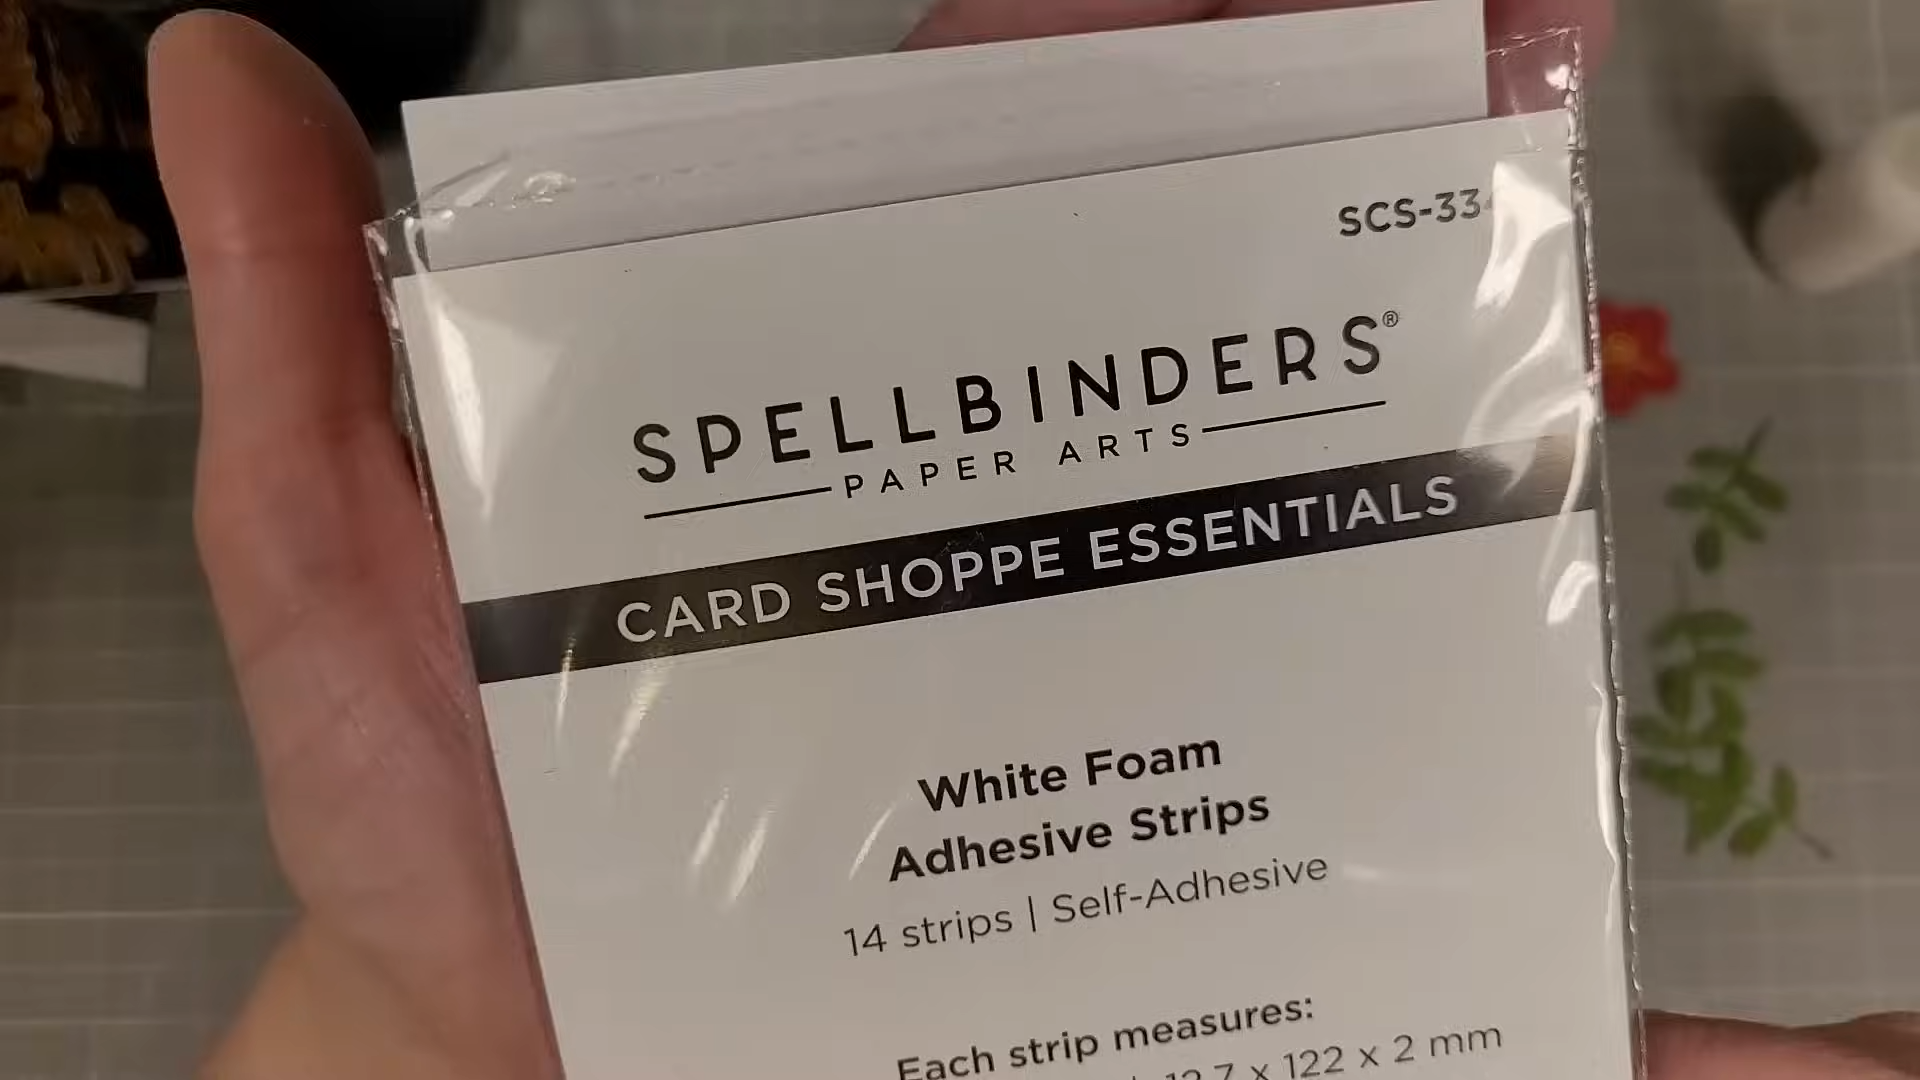 SCS-33
SPELLBINDERS®
PAPER ARTS
CARD SHOPPE ESSENTIALS
White Foam
Adhesive Strips
14 strips | Self-Adhesive
Each strip measures:
12.7 x 122 x 2 mm